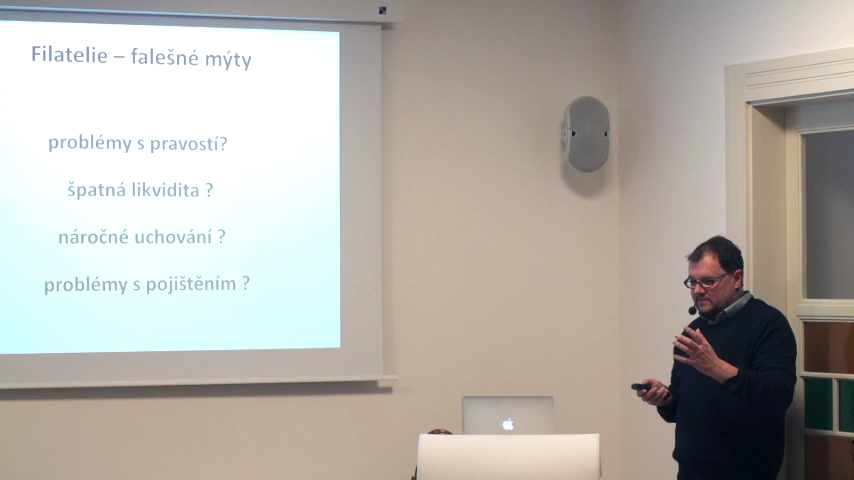 Filatelie – falešné mýty
problémy s pravostí?
špatná likvidita ?
náročné uchování ?
problémy s pojištěním ?